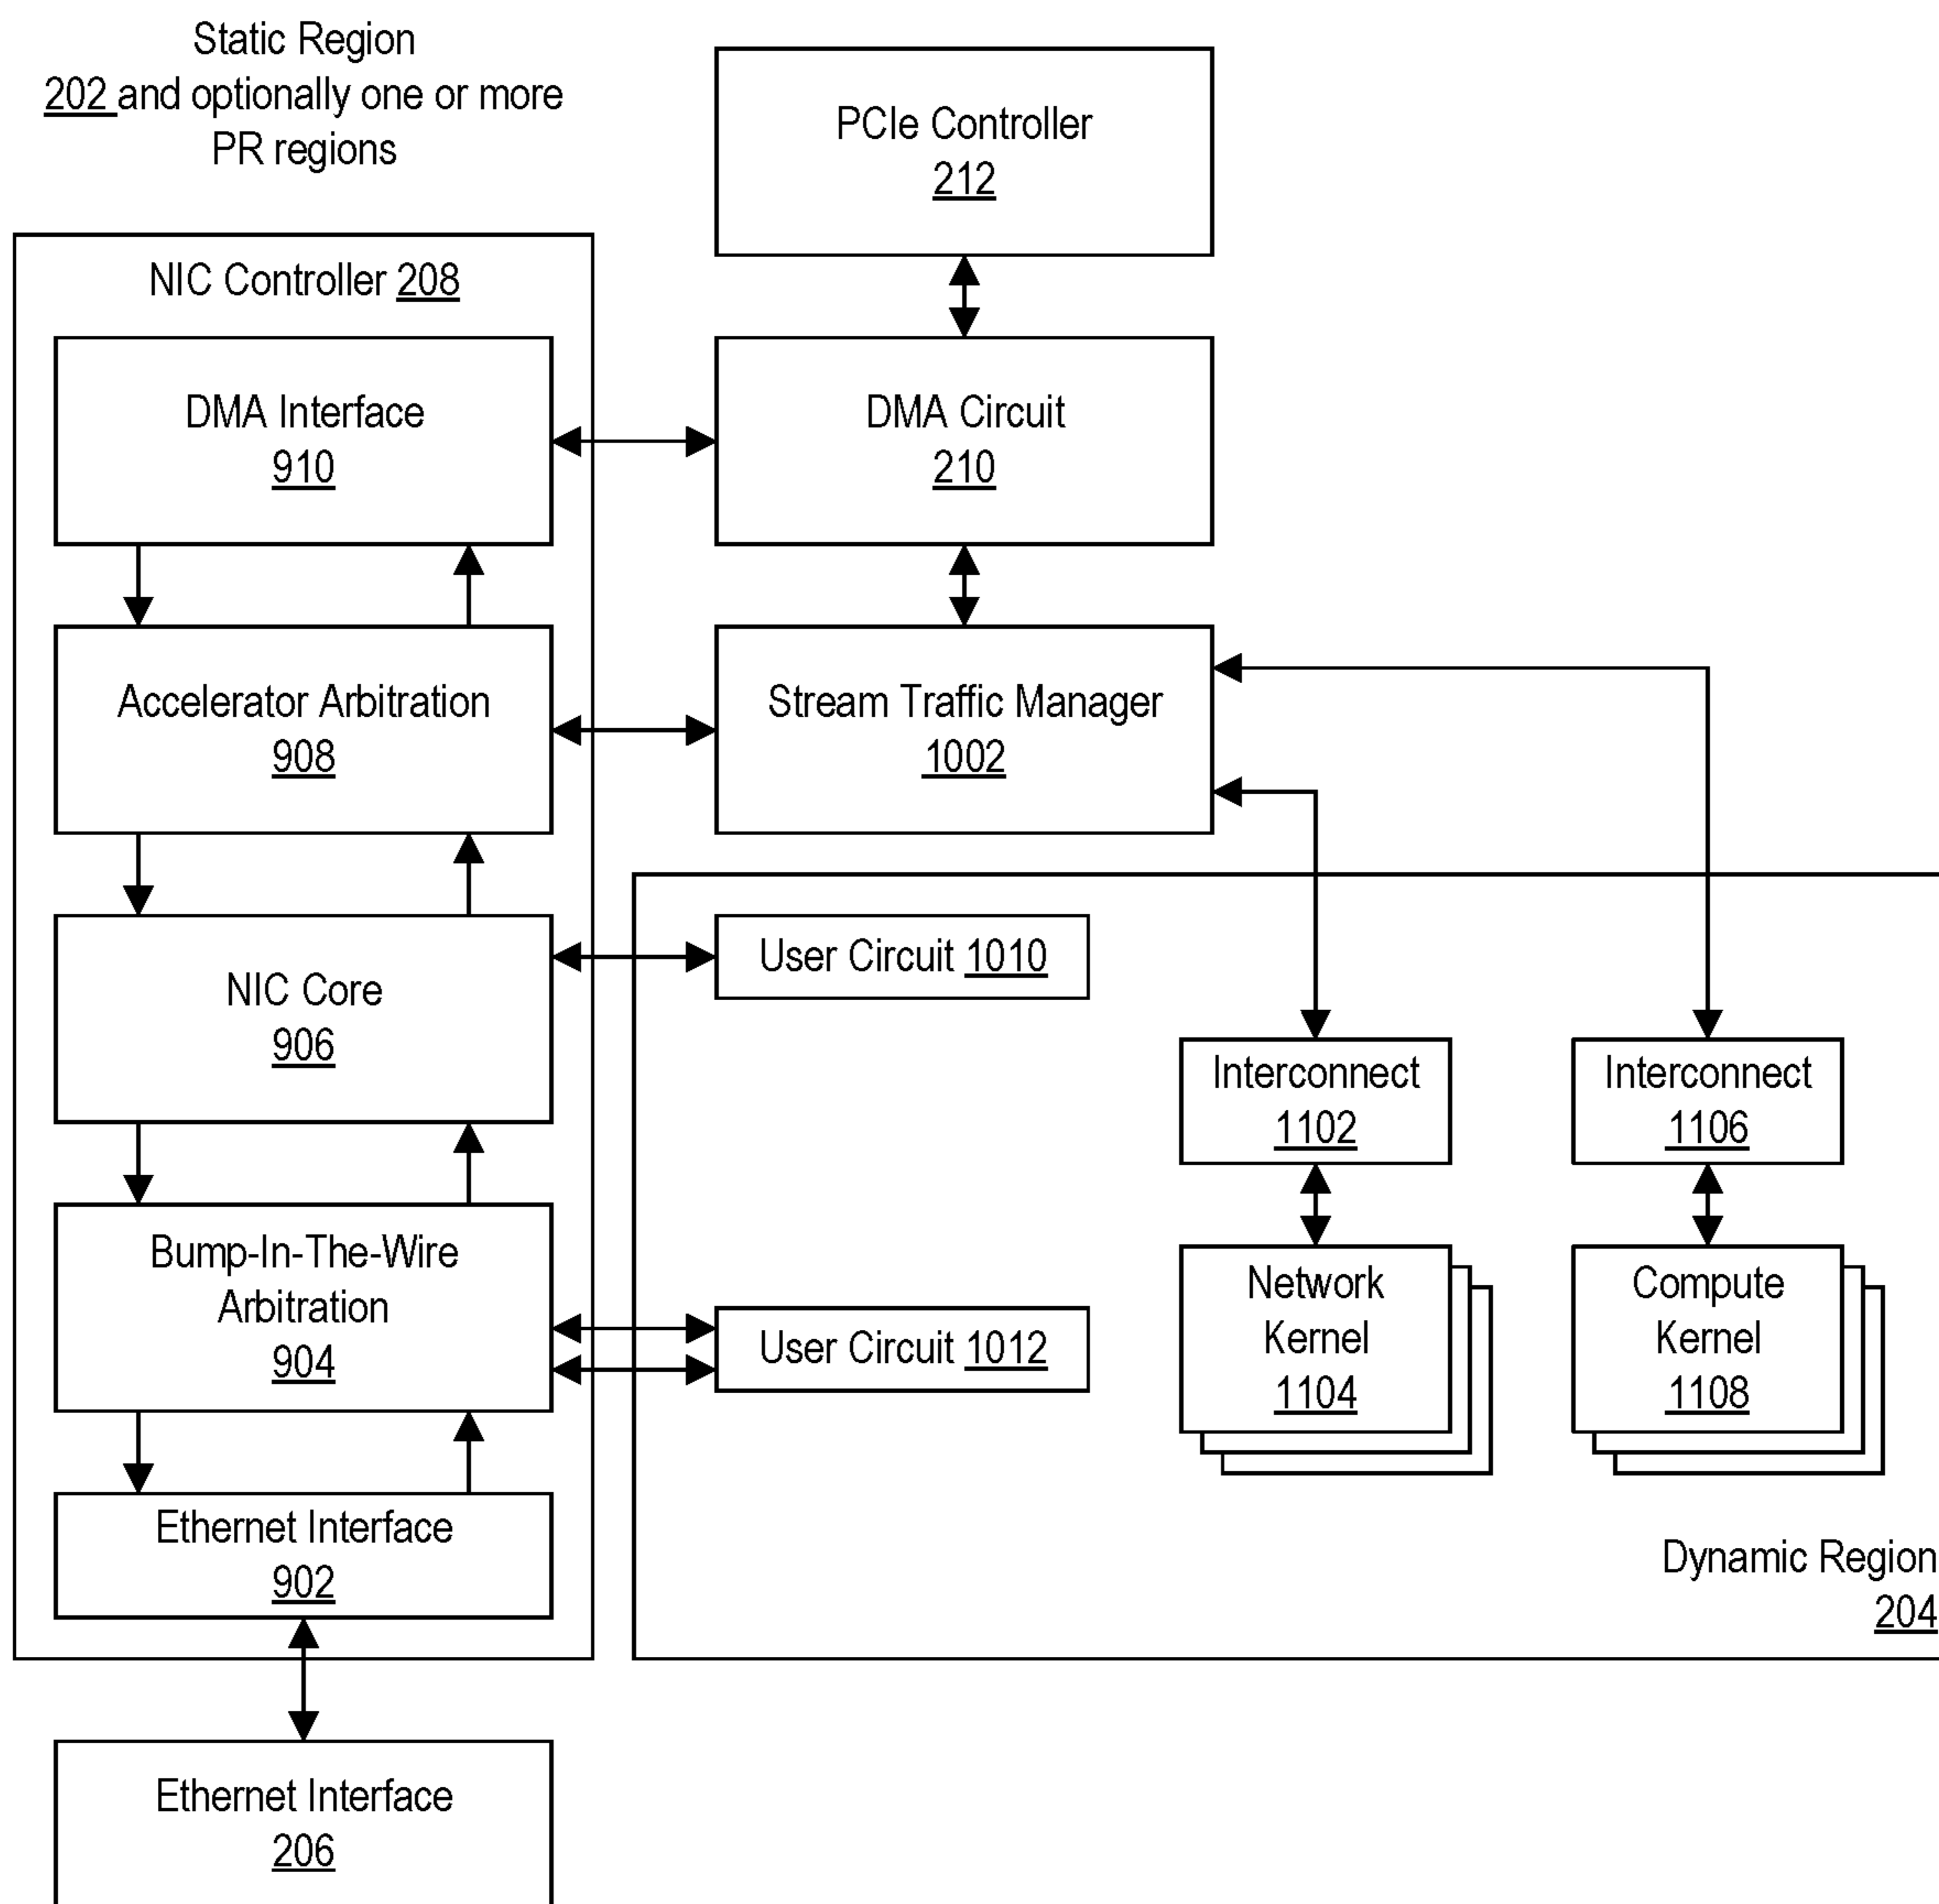 Static Region
202 and optionally one or more
PR regions
PCIe Controller
212
NIC Controller 208
DMA Interface
910
DMA Circuit
210
Accelerator Arbitration
908
Stream Traffic Manager
1002
NIC Core
906
User Circuit 1010
Interconnect
1102
Interconnect
1106
Bump-In-The-Wire
Arbitration
904
User Circuit 1012
Network
Kernel
1104
Compute
Kernel
1108
Ethernet Interface
902
Dynamic Region
204
Ethernet Interface
206